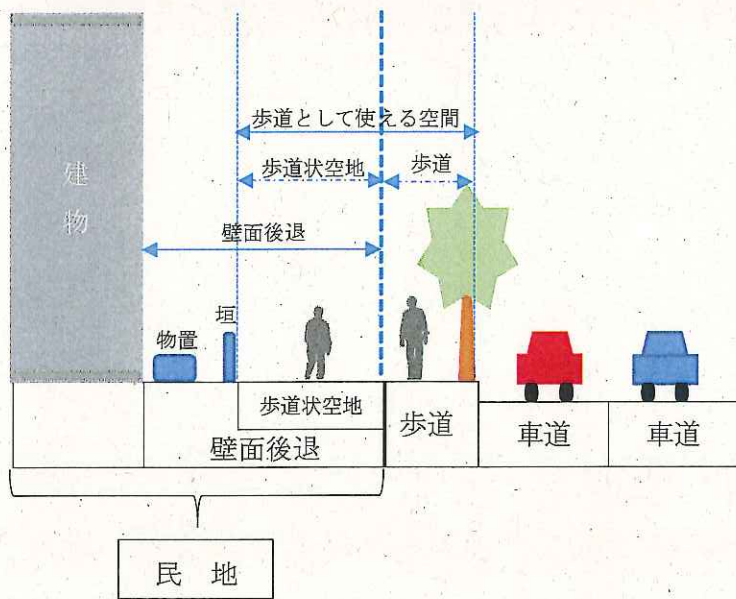 歩道として使える空間
歩道状空地
歩道
建物
壁面後退
垣
物置
歩道状空地
歩道
車道
車道
壁面後退
民 地